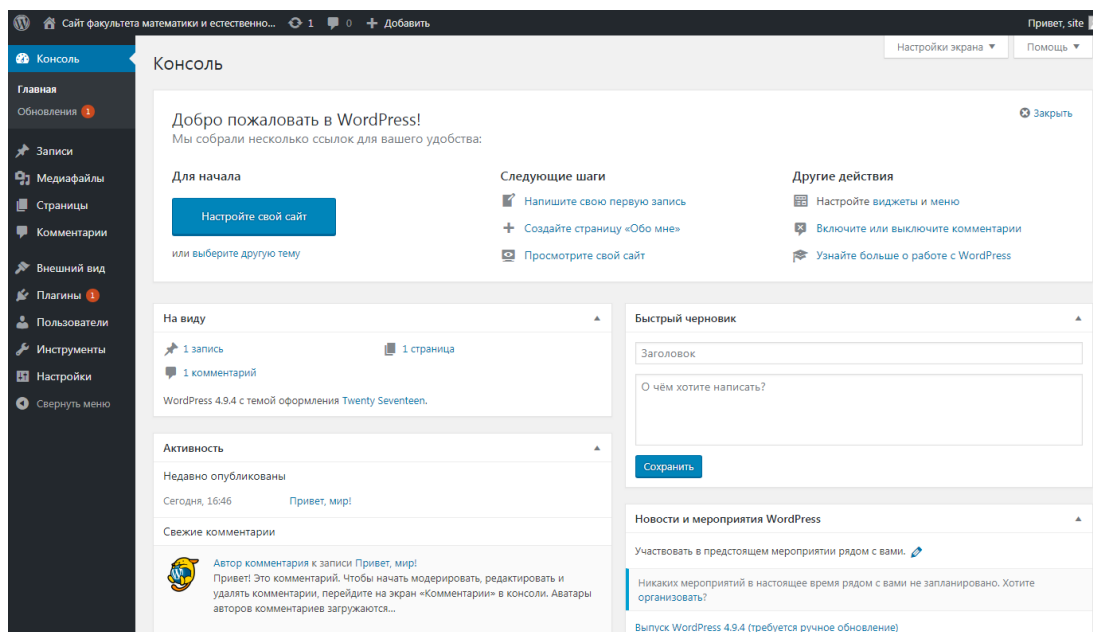 Сайт факультета математики и естественно... 1 0 Добавить Привет, site
Консоль
Главная
Обновления 1
Записи
Медиафайлы
Страницы
Комментарии
Внешний вид
Плагины 1
Пользователи
Инструменты
Настройки
Свернуть меню
Настройки экрана ▼ Помощь ▼
Консоль
Добро пожаловать в WordPress!
Мы собрали несколько ссылок для вашего удобства:
Закрыть
Для начала
Настройте свой сайт
или выберите другую тему
Следующие шаги
Напишите свою первую запись
Создайте страницу «Обо мне»
Просмотрите свой сайт
Другие действия
Настройте виджеты и меню
Включите или выключите комментарии
Узнайте больше о работе с WordPress
На виду
1 запись 1 страница
1 комментарий
WordPress 4.9.4 с темой оформления Twenty Seventeen.
Активность
Недавно опубликованы
Сегодня, 16:46 Привет, мир!
Свежие комментарии
Автор комментария к записи Привет, мир!
Привет! Это комментарий. Чтобы начать модерировать, редактировать и
удалять комментарии, перейдите на экран «Комментарии» в консоли. Аватары
авторов комментариев загружаются...
Быстрый черновик
Заголовок
О чём хотите написать?
Сохранить
Новости и мероприятия WordPress
Участвовать в предстоящем мероприятии рядом с вами.
Никаких мероприятий в настоящее время рядом с вами не запланировано. Хотите
организовать?
Выпуск WordPress 4.9.4 (требуется ручное обновление)